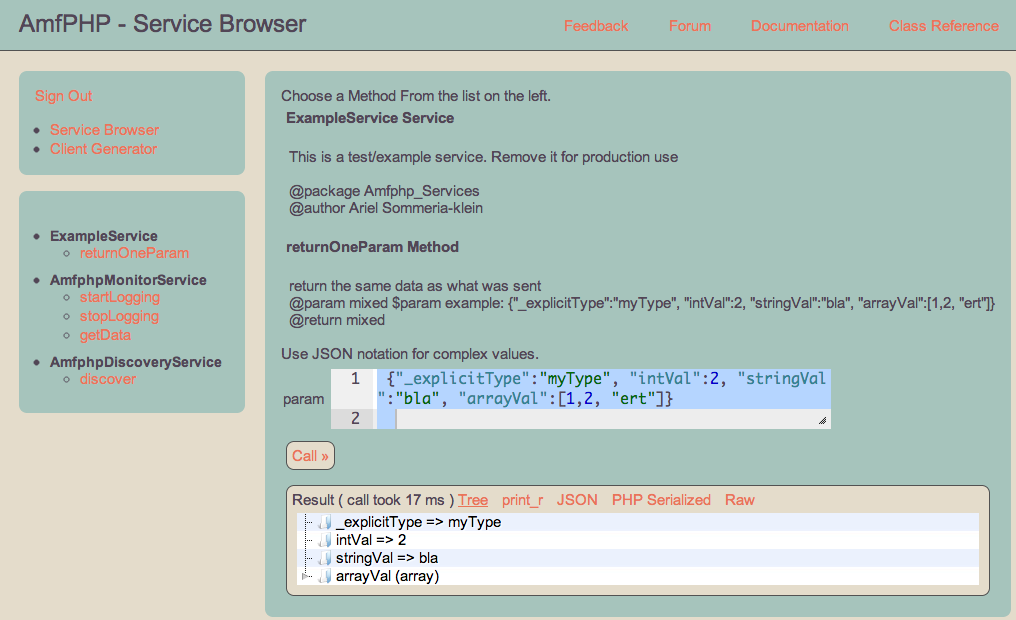 AmfPHP - Service Browser
Feedback Forum Documentation Class Reference
Sign Out
Service Browser
Client Generator
ExampleService
returnOneParam
AmfphpMonitorService
startLogging
stopLogging
getData
AmfphpDiscoveryService
discover
Choose a Method From the list on the left.
ExampleService Service
This is a test/example service. Remove it for production use
@package Amfphp_Services
@author Ariel Sommeria-klein
returnOneParam Method
return the same data as what was sent
@param mixed $param example: {"_explicitType":"myType", "intVal":2, "stringVal":"bla", "arrayVal":[1,2, "ert"]}
@return mixed
Use JSON notation for complex values.
param
1 {"_explicitType":"myType", "intVal":2, "stringVal
":"bla", "arrayVal":[1,2, "ert"]}
2
Call »
Result ( call took 17 ms ) Tree print_r JSON PHP Serialized Raw
_explicitType => myType
intVal => 2
stringVal => bla
arrayVal (array)